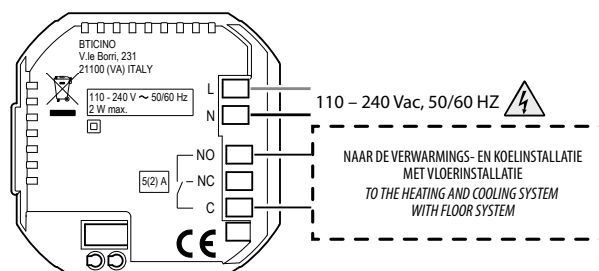 BTICINO
V.le Borri, 231
21100 (VA) ITALY
110 - 240 V ~ 50/60 Hz
2 W max.
L
N
110 – 240 Vac, 50/60 HZ
NO
5(2) A
NC
C
CE
NAAR DE VERWARMINGS- EN KOELINSTALLATIE
MET VLOERINSTALLATIE
TO THE HEATING AND COOLING SYSTEM
WITH FLOOR SYSTEM